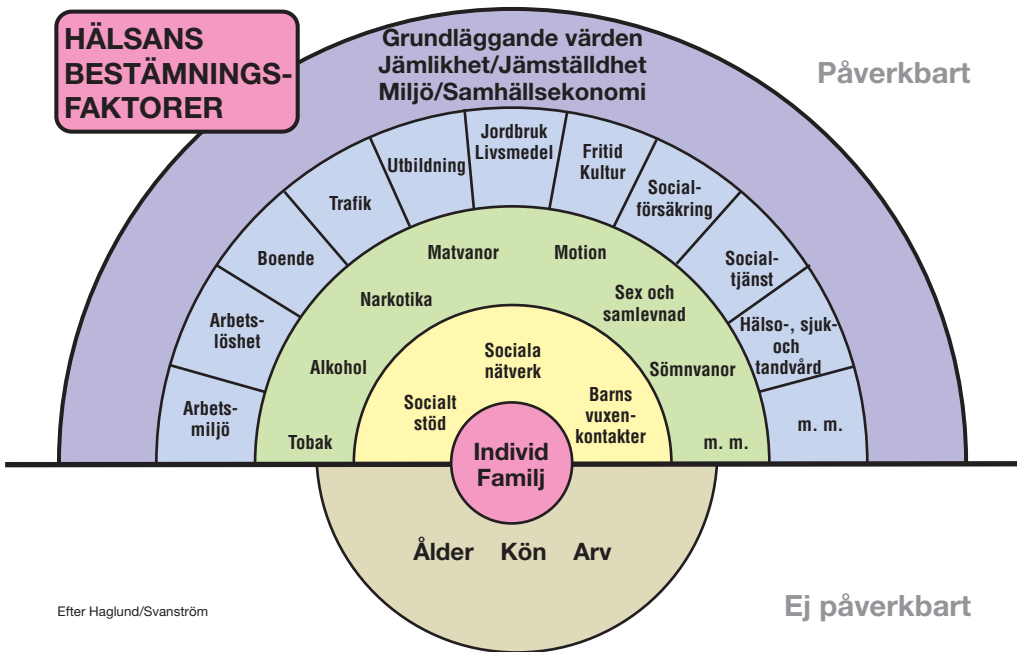 HÄLSANS
BESTÄMNINGS-
FAKTORER
Grundläggande värden
Jämlikhet/Jämställdhet
Miljö/Samhällsekonomi
Påverkbart
Arbets-
miljö
Arbets-
löshet
Boende
Trafik
Utbildning
Jordbruk
Livsmedel
Fritid
Kultur
Social-
försäkring
Social-
tjänst
Hälso-, sjuk-
och
tandvård
m. m.
Tobak
Alkohol
Narkotika
Matvanor
Motion
Sex och
samlevnad
Sömnvanor
m. m.
Socialt
stöd
Sociala
nätverk
Barns
vuxen-
kontakter
Individ
Familj
Ålder Kön Arv
Efter Haglund/Svanström
Ej påverkbart